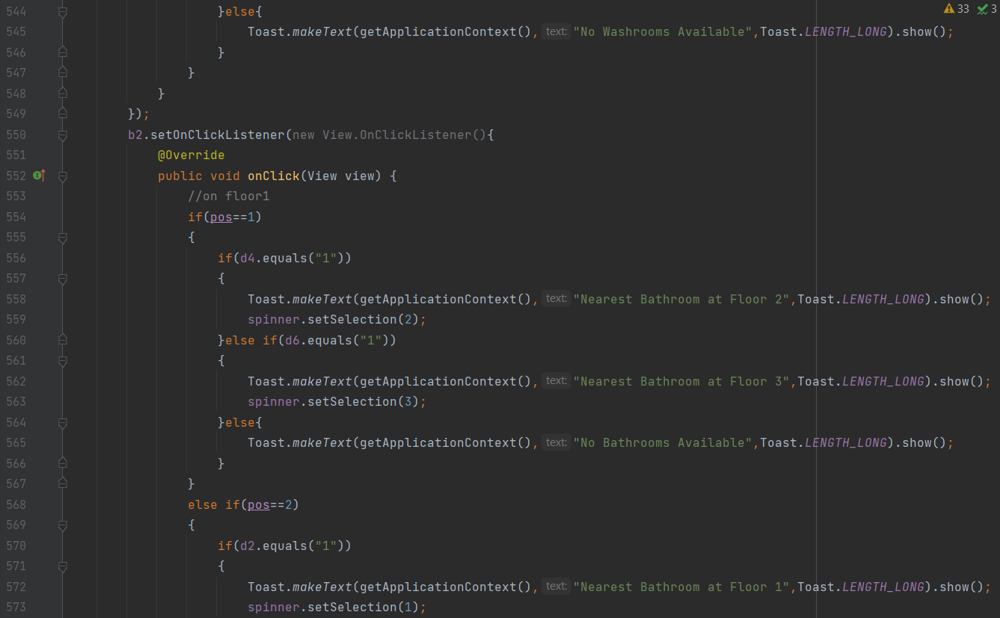 544 }else{ 33 3
545 Toast.makeText(getApplicationContext(), text: "No Washrooms Available",Toast.LENGTH_LONG).show();
546 }
547 }
548 }
549 });
550 b2.setOnClickListener(new View.OnClickListener(){
551 @Override
552 public void onClick(View view) {
553 //on floor1
554 if(pos==1)
555 {
556 if(d4.equals("1"))
557 {
558 Toast.makeText(getApplicationContext(), text: "Nearest Bathroom at Floor 2",Toast.LENGTH_LONG).show();
559 spinner.setSelection(2);
560 }else if(d6.equals("1"))
561 {
562 Toast.makeText(getApplicationContext(), text: "Nearest Bathroom at Floor 3",Toast.LENGTH_LONG).show();
563 spinner.setSelection(3);
564 }else{
565 Toast.makeText(getApplicationContext(), text: "No Bathrooms Available",Toast.LENGTH_LONG).show();
566 }
567 }
568 else if(pos==2)
569 {
570 if(d2.equals("1"))
571 {
572 Toast.makeText(getApplicationContext(), text: "Nearest Bathroom at Floor 1",Toast.LENGTH_LONG).show();
573 spinner.setSelection(1);